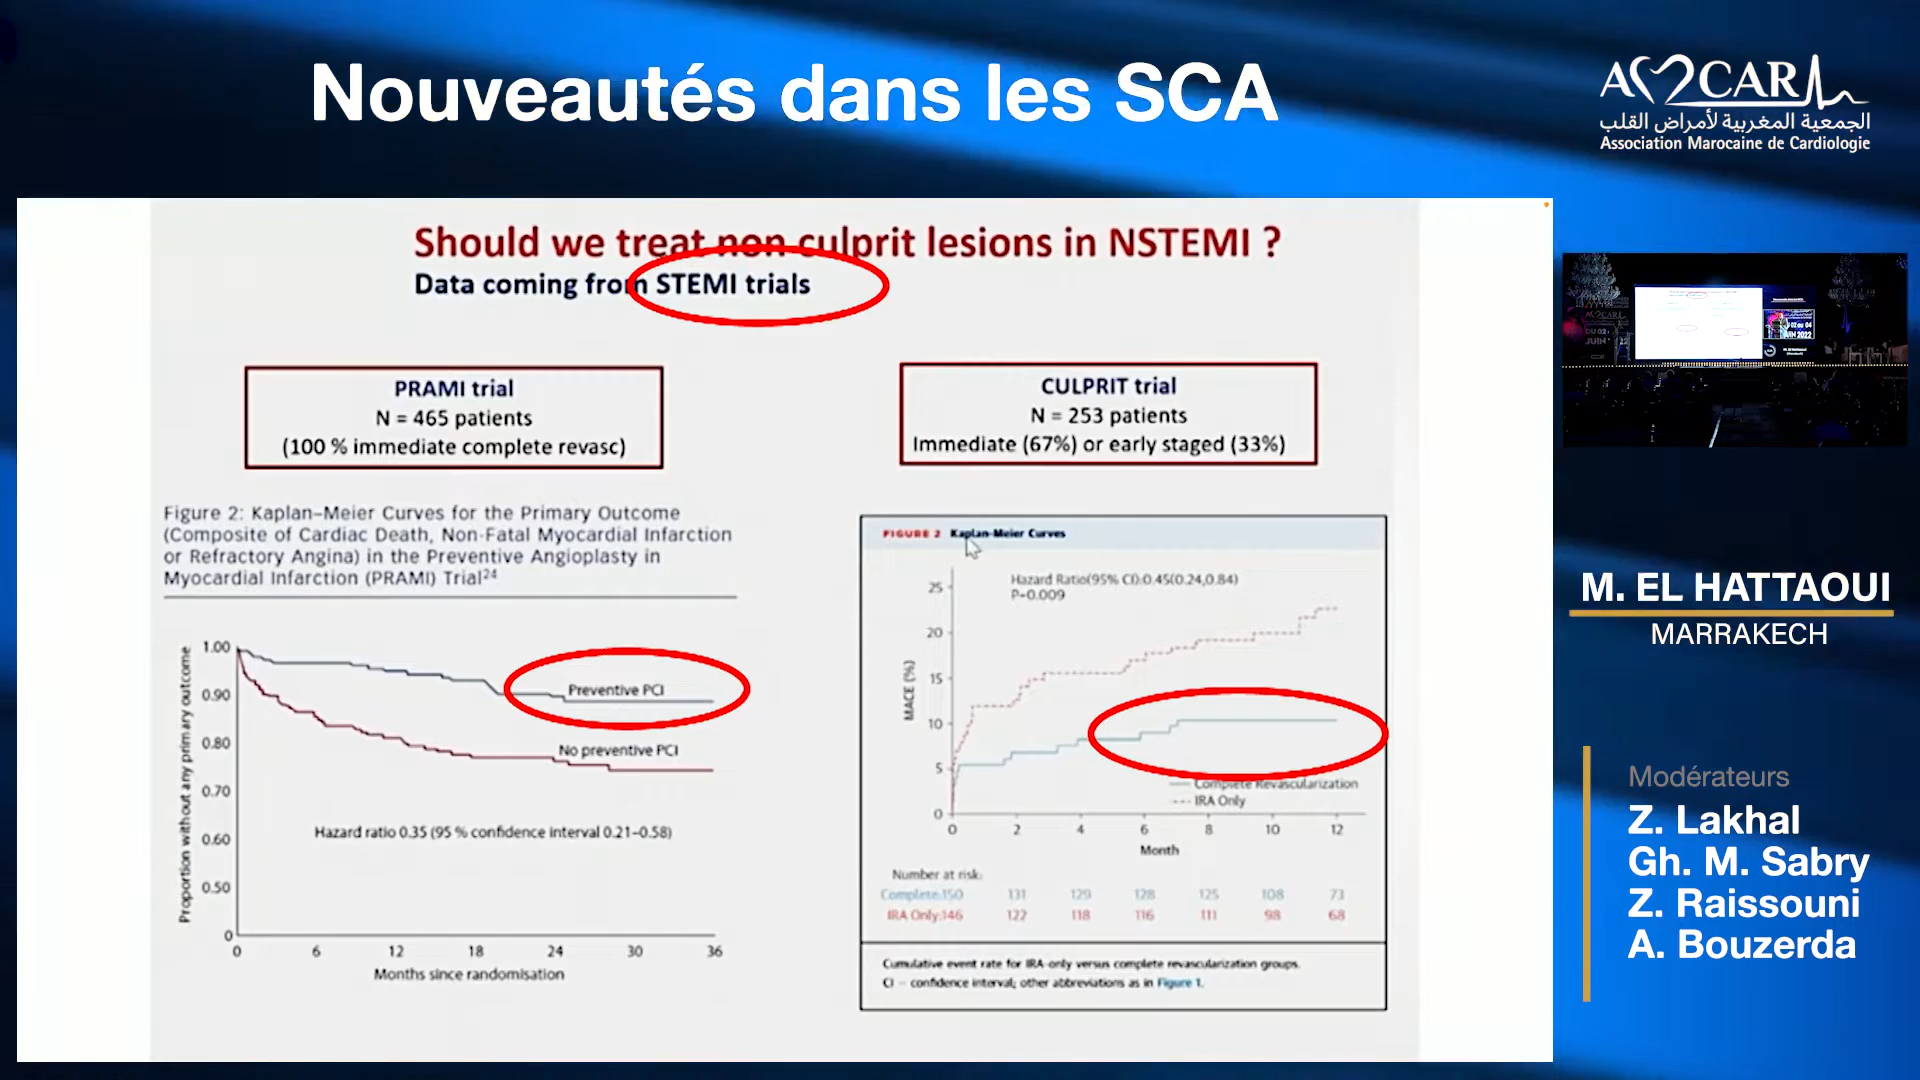 Nouveautés dans les SCA
AMCAR
الجمعية المغربية لأمراض القلب
Association Marocaine de Cardiologie
Should we treat non culprit lesions in NSTEMI ?
Data coming from STEMI trials
PRAMI trial
N = 465 patients
(100 % immediate complete revasc)
CULPRIT trial
N = 253 patients
Immediate (67%) or early staged (33%)
Figure 2: Kaplan–Meier Curves for the Primary Outcome
(Composite of Cardiac Death, Non-Fatal Myocardial Infarction
or Refractory Angina) in the Preventive Angioplasty in
Myocardial Infarction (PRAMI) Trial24
Proportion without any primary outcome
1.00
0.90
0.80
0.70
0.60
0.50
0
Preventive PCI
No preventive PCI
Hazard ratio 0.35 (95 % confidence interval 0.21–0.58)
0 6 12 18 24 30 36
Months since randomisation
FIGURE 2 Kaplan-Meier Curves
Hazard Ratio(95% CI):0.45(0.24,0.84)
P=0.009
MACE (%)
25
20
15
10
5
0
Complete Revascularization
IRA Only
0 2 4 6 8 10 12
Month
Number at risk:
Complete:150 131 129 128 125 108 73
IRA Only:146 122 118 116 111 98 68
Cumulative event rate for IRA-only versus complete revascularization groups.
CI = confidence interval; other abbreviations as in Figure 1.
M. EL HATTAOUI
MARRAKECH
Modérateurs
Z. Lakhal
Gh. M. Sabry
Z. Raissouni
A. Bouzerda